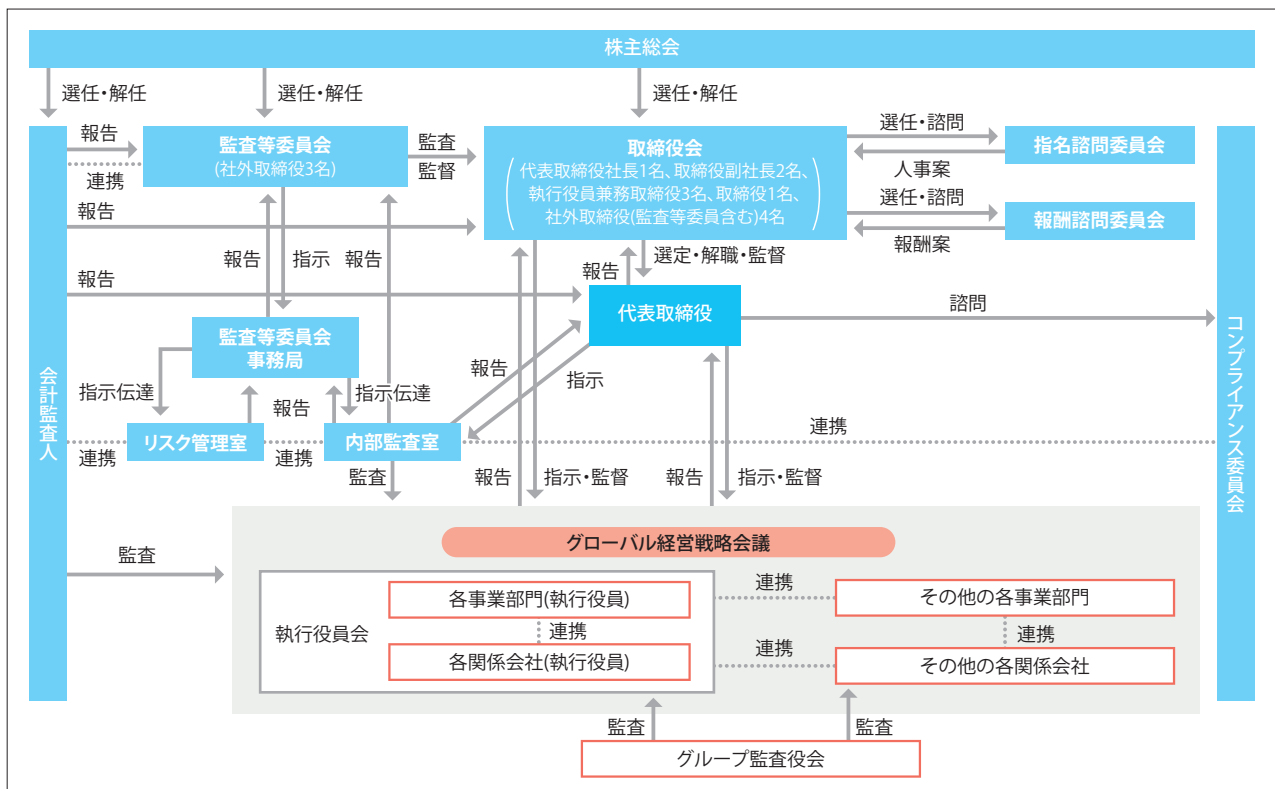 株主総会
選任・解任
選任・解任
選任・解任
会計監査人
報告
連携
監査等委員会
(社外取締役3名)
監査
監督
取締役会
代表取締役社長1名、取締役副社長2名、
執行役員兼務取締役3名、取締役1名、
社外取締役(監査等委員含む)4名
選任・諮問
人事案
指名諮問委員会
選任・諮問
報酬案
報酬諮問委員会
コンプライアンス委員会
報告
報告
指示
報告
報告
選定・解職・監督
報告
代表取締役
諮問
監査等委員会
事務局
指示伝達
報告
指示伝達
報告
指示
報告
連携
リスク管理室
連携
内部監査室
連携
監査
報告
指示・監督
報告
指示・監督
監査
グローバル経営戦略会議
執行役員会
各事業部門(執行役員)
連携
各関係会社(執行役員)
連携
連携
その他の各事業部門
連携
その他の各関係会社
監査
監査
グループ監査役会